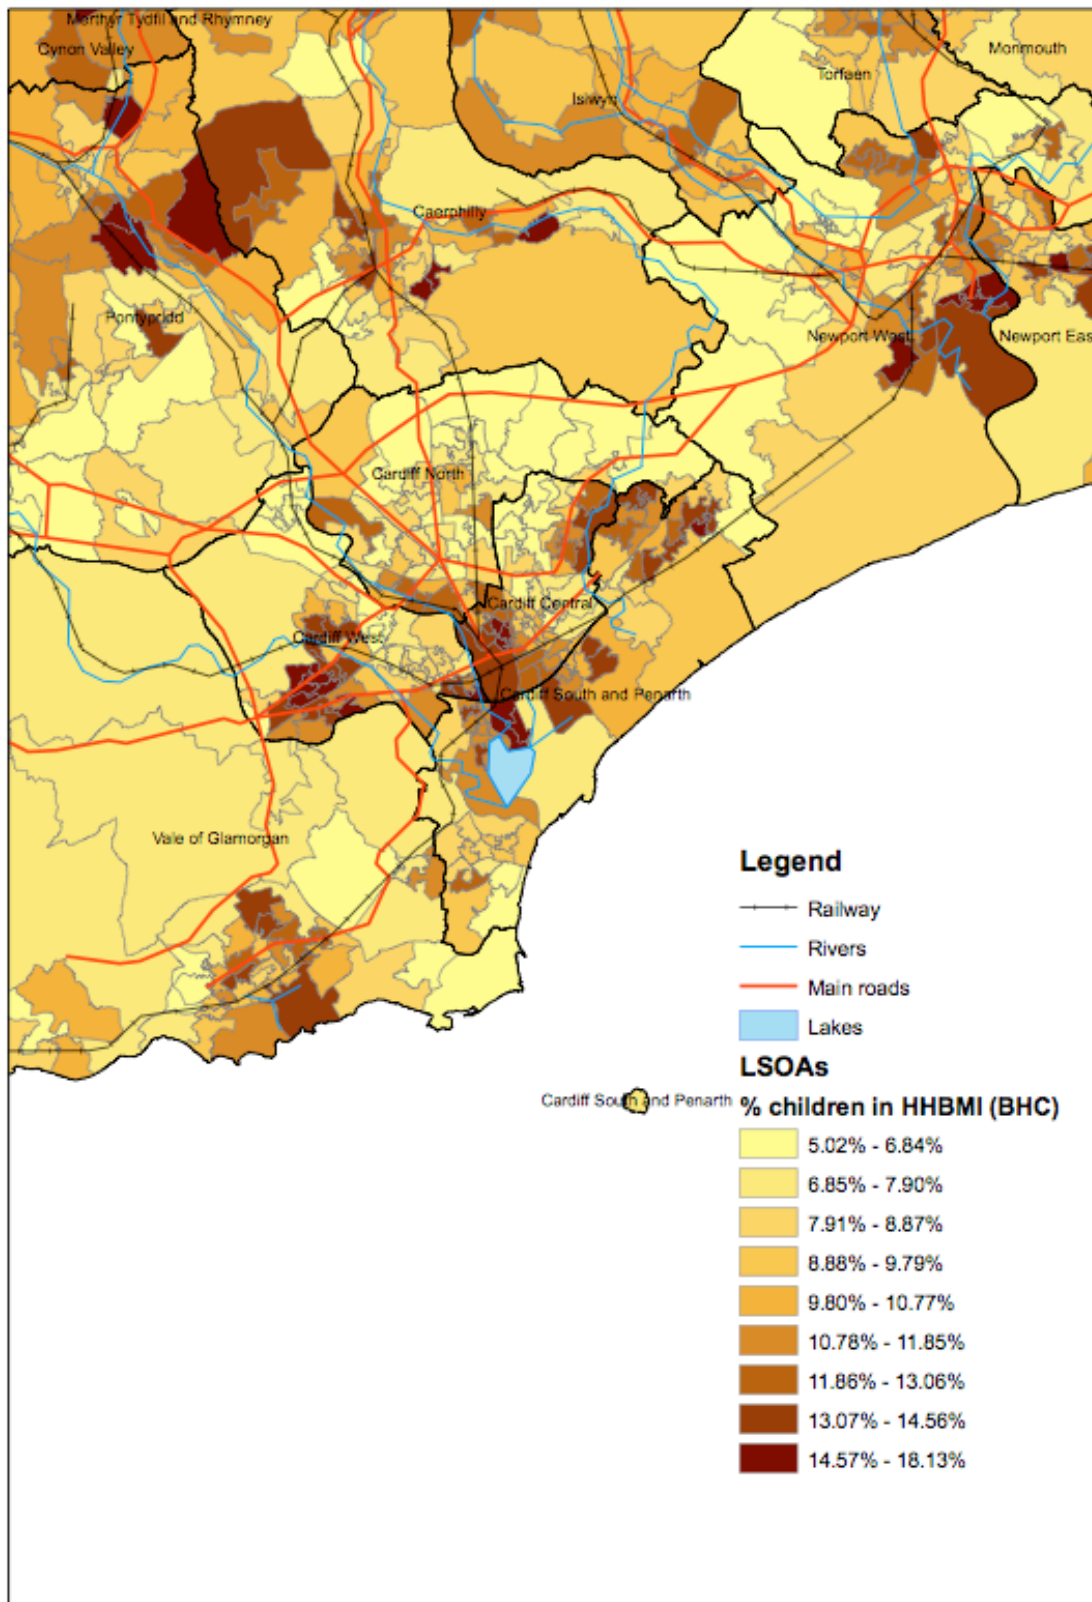 Merthyr Tydfil and Rhymney
Cynon Valley
Monmouth
Torfaen
Islwyn
Caerphilly
Pontypridd
Newport West
Newport Eas
Cardiff North
Cardiff Central
Cardiff West
Cardiff South and Penarth
Vale of Glamorgan
Legend
Railway
Rivers
Main roads
Lakes
LSOAs
Cardiff South and Penarth
% children in HHBMI (BHC)
5.02% - 6.84%
6.85% - 7.90%
7.91% - 8.87%
8.88% - 9.79%
9.80% - 10.77%
10.78% - 11.85%
11.86% - 13.06%
13.07% - 14.56%
14.57% - 18.13%